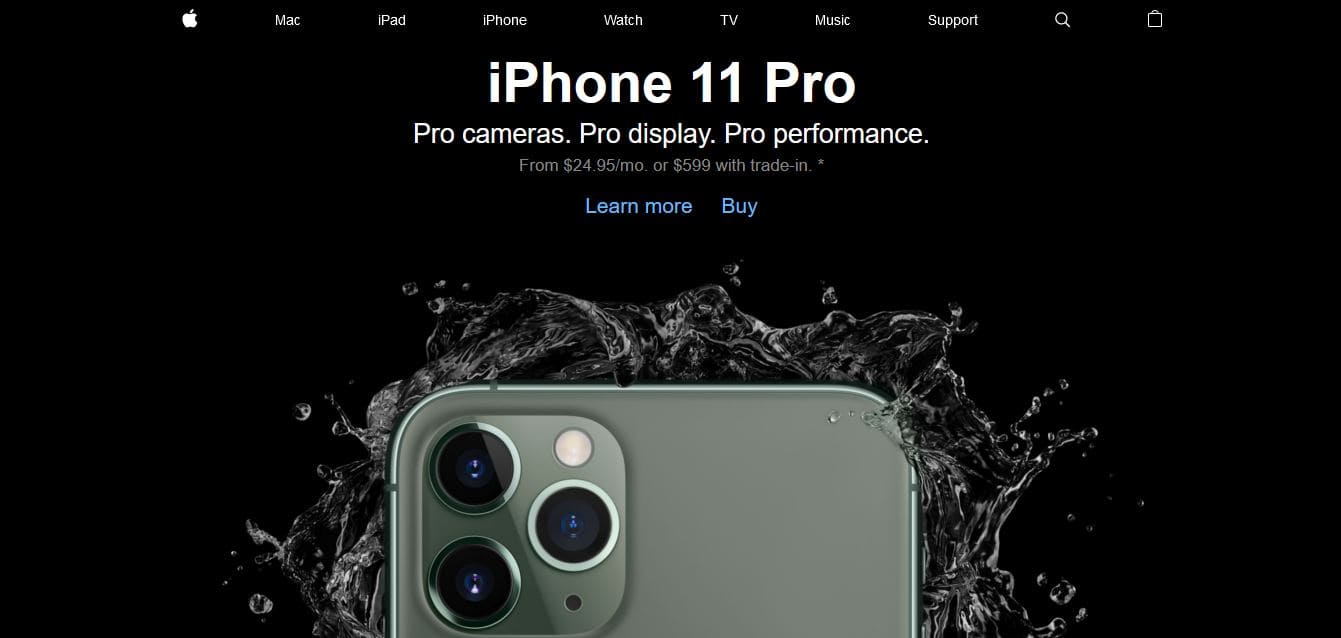 Mac iPad iPhone Watch TV Music Support
iPhone 11 Pro
Pro cameras. Pro display. Pro performance.
From $24.95/mo. or $599 with trade-in. *
Learn more Buy